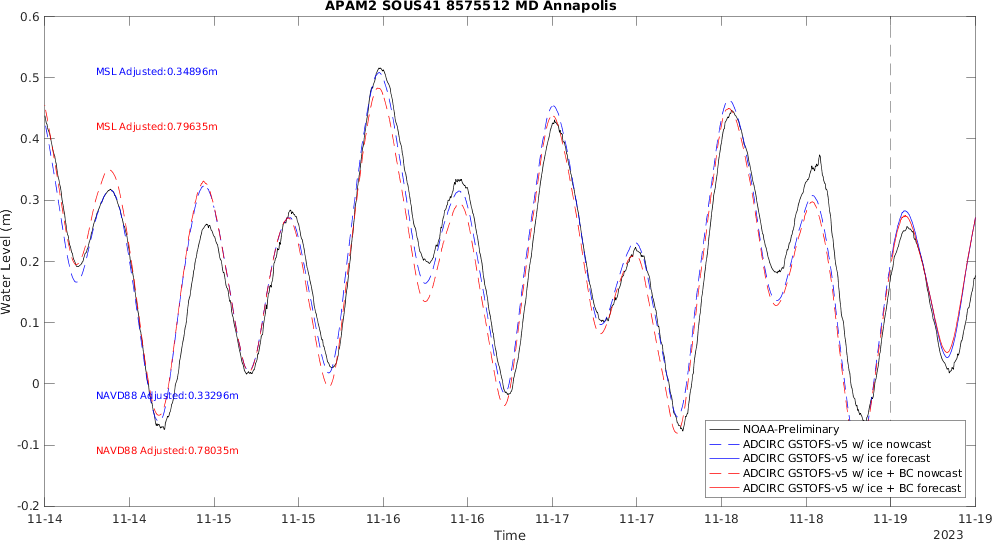 APAM2 SOUS41 8575512 MD Annapolis
0.6
0.5
0.4
0.3
0.2
0.1
0
-0.1
-0.2
Water Level (m)
MSL Adjusted:0.34896m
MSL Adjusted:0.79635m
NAVD88 Adjusted:0.33296m
NAVD88 Adjusted:0.78035m
NOAA-Preliminary
ADCIRC GSTOFS-v5 w/ ice nowcast
ADCIRC GSTOFS-v5 w/ ice forecast
ADCIRC GSTOFS-v5 w/ ice + BC nowcast
ADCIRC GSTOFS-v5 w/ ice + BC forecast
11-14 11-14 11-15 11-15 11-16 11-16 11-17 11-17 11-18 11-18 11-19 11-19
Time
2023